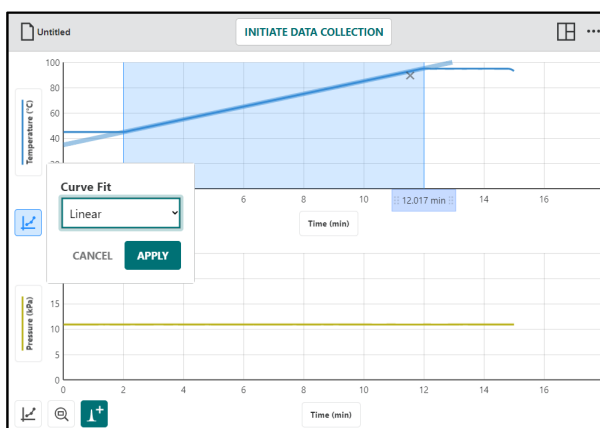 Untitled
INITIATE DATA COLLECTION
Temperature (°C)
100
80
60
40
20
Curve Fit
Linear
CANCEL
APPLY
6
8
10
12.017 min
14
16
Time (min)
Pressure (kPa)
15
10
5
0
0
2
4
6
8
10
12
14
16
Time (min)